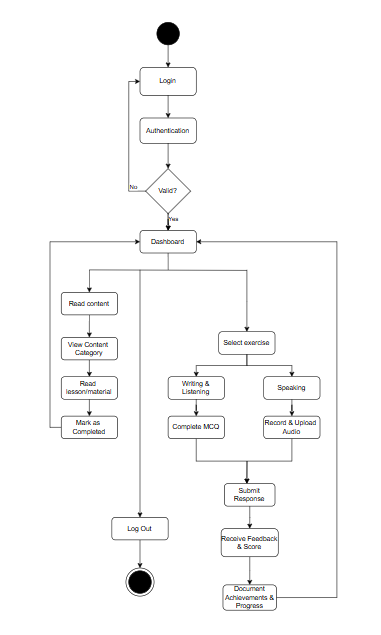 Login
Authentication
Valid?
No
Yes
Dashboard
Read content
View Content
Category
Read
lesson/material
Mark as
Completed
Select exercise
Writing &
Listening
Speaking
Complete MCQ
Record & Upload
Audio
Submit
Response
Log Out
Receive Feedback
& Score
Document
Achievements &
Progress